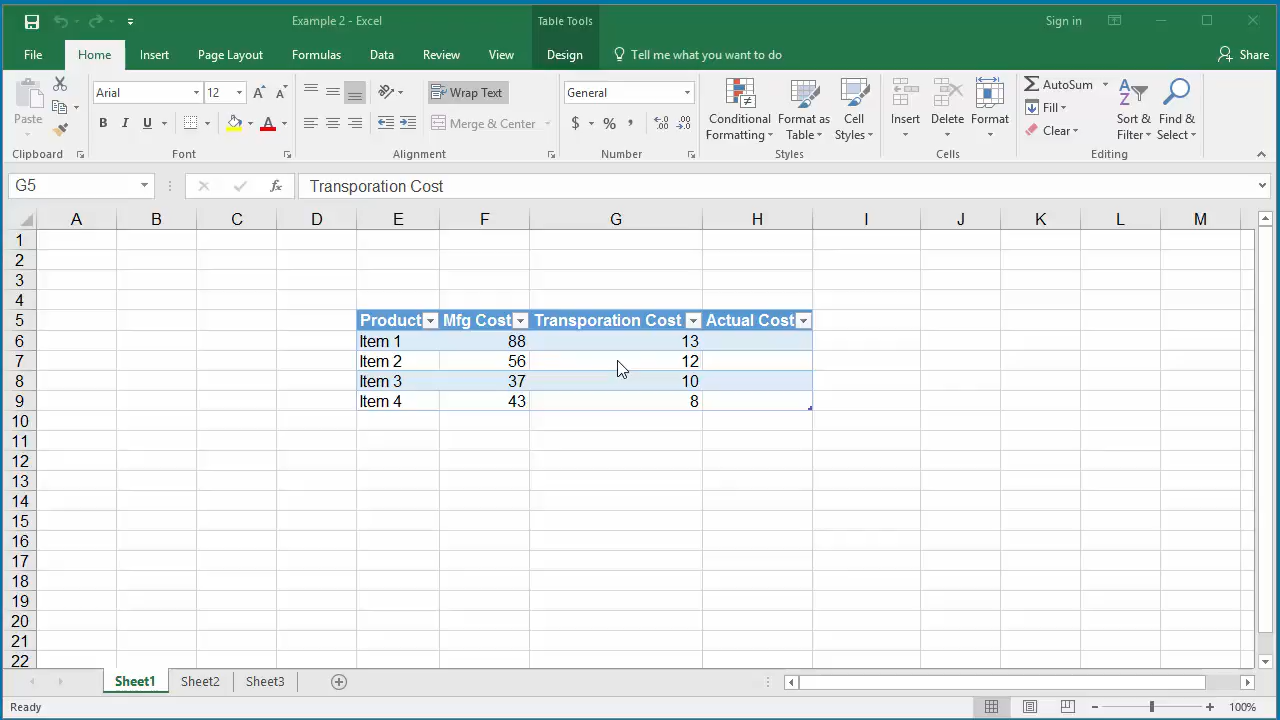 Example 2 - Excel
Table Tools
Sign in
File
Home
Insert
Page Layout
Formulas
Data
Review
View
Design
Tell me what you want to do
Share
Paste
Clipboard
Arial
12
B I U
Font
Wrap Text
Merge & Center
Alignment
General
$ % ,
Number
Conditional Formatting
Format as Table
Cell Styles
Styles
Insert
Delete
Format
Cells
AutoSum
Fill
Clear
Sort & Filter
Find & Select
Editing
G5
fx
Transporation Cost
A B C D E F G H I J K L M
1
2
3
4
5 Product Mfg Cost Transporation Cost Actual Cost
6 Item 1 88 13
7 Item 2 56 12
8 Item 3 37 10
9 Item 4 43 8
10
11
12
13
14
15
16
17
18
19
20
21
22
Sheet1 Sheet2 Sheet3
Ready
100%